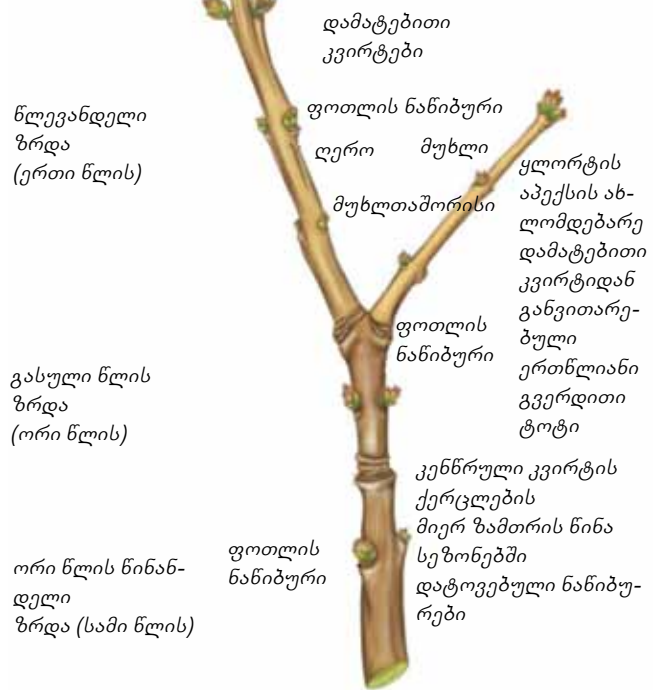 დამატებითი
კვირტები
წლევანდელი
ზრდა
(ერთი წლის)
ფოთლის ნაწიბური
ღერო
მუხლი
მუხლთაშორისი
ყლორტის
აპექსის ახ-
ლომდებარე
დამატებითი
კვირტიდან
განვითარე-
ბული
ერთწლიანი
გვერდითი
ტოტი
ფოთლის
ნაწიბური
გასული წლის
ზრდა
(ორი წლის)
კენწრული კვირტის
ქერცლების
მიერ ზამთრის წინა
სეზონებში
დატოვებული ნაწიბუ-
რები
ფოთლის
ნაწიბური
ორი წლის წინან-
დელი
ზრდა (სამი წლის)